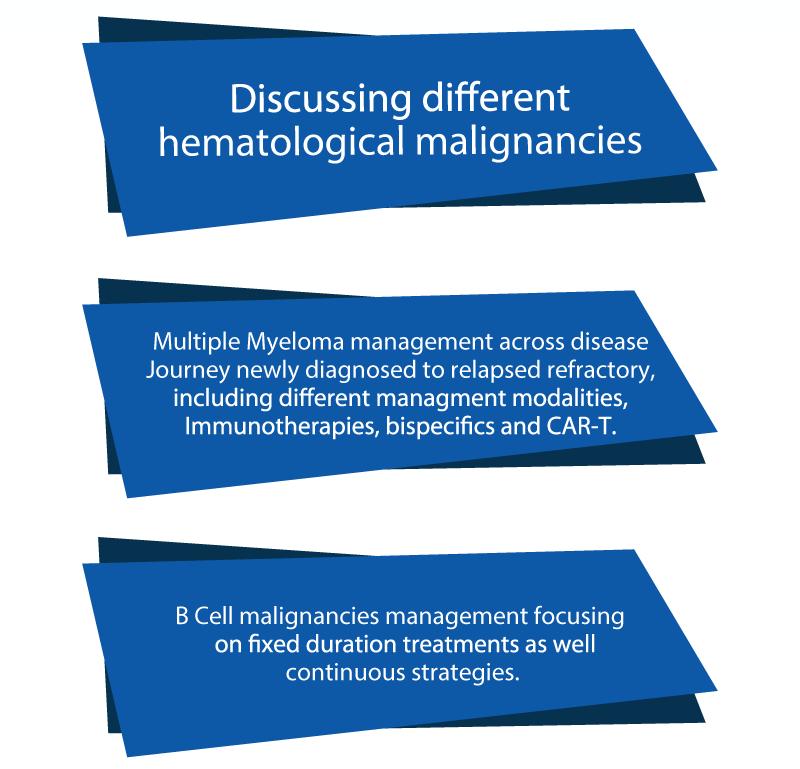 Discussing different
hematological malignancies
Multiple Myeloma management across disease
Journey newly diagnosed to relapsed refractory,
including different managment modalities,
Immunotherapies, bispecifics and CAR-T.
B Cell malignancies management focusing
on fixed duration treatments as well
continuous strategies.